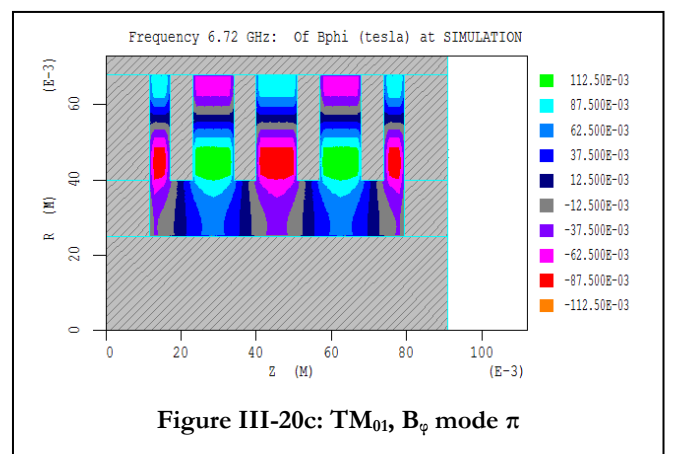 Frequency 6.72 GHz: Of Bphi (tesla) at SIMULATION
(E-3)
60
40
R (M)
20
0
0 20 40 60 80 100
Z (M) (E-3)
112.50E-03
87.500E-03
62.500E-03
37.500E-03
12.500E-03
-12.500E-03
-37.500E-03
-62.500E-03
-87.500E-03
-112.50E-03
Figure III-20c: TM₀₁, Bᵩ mode π